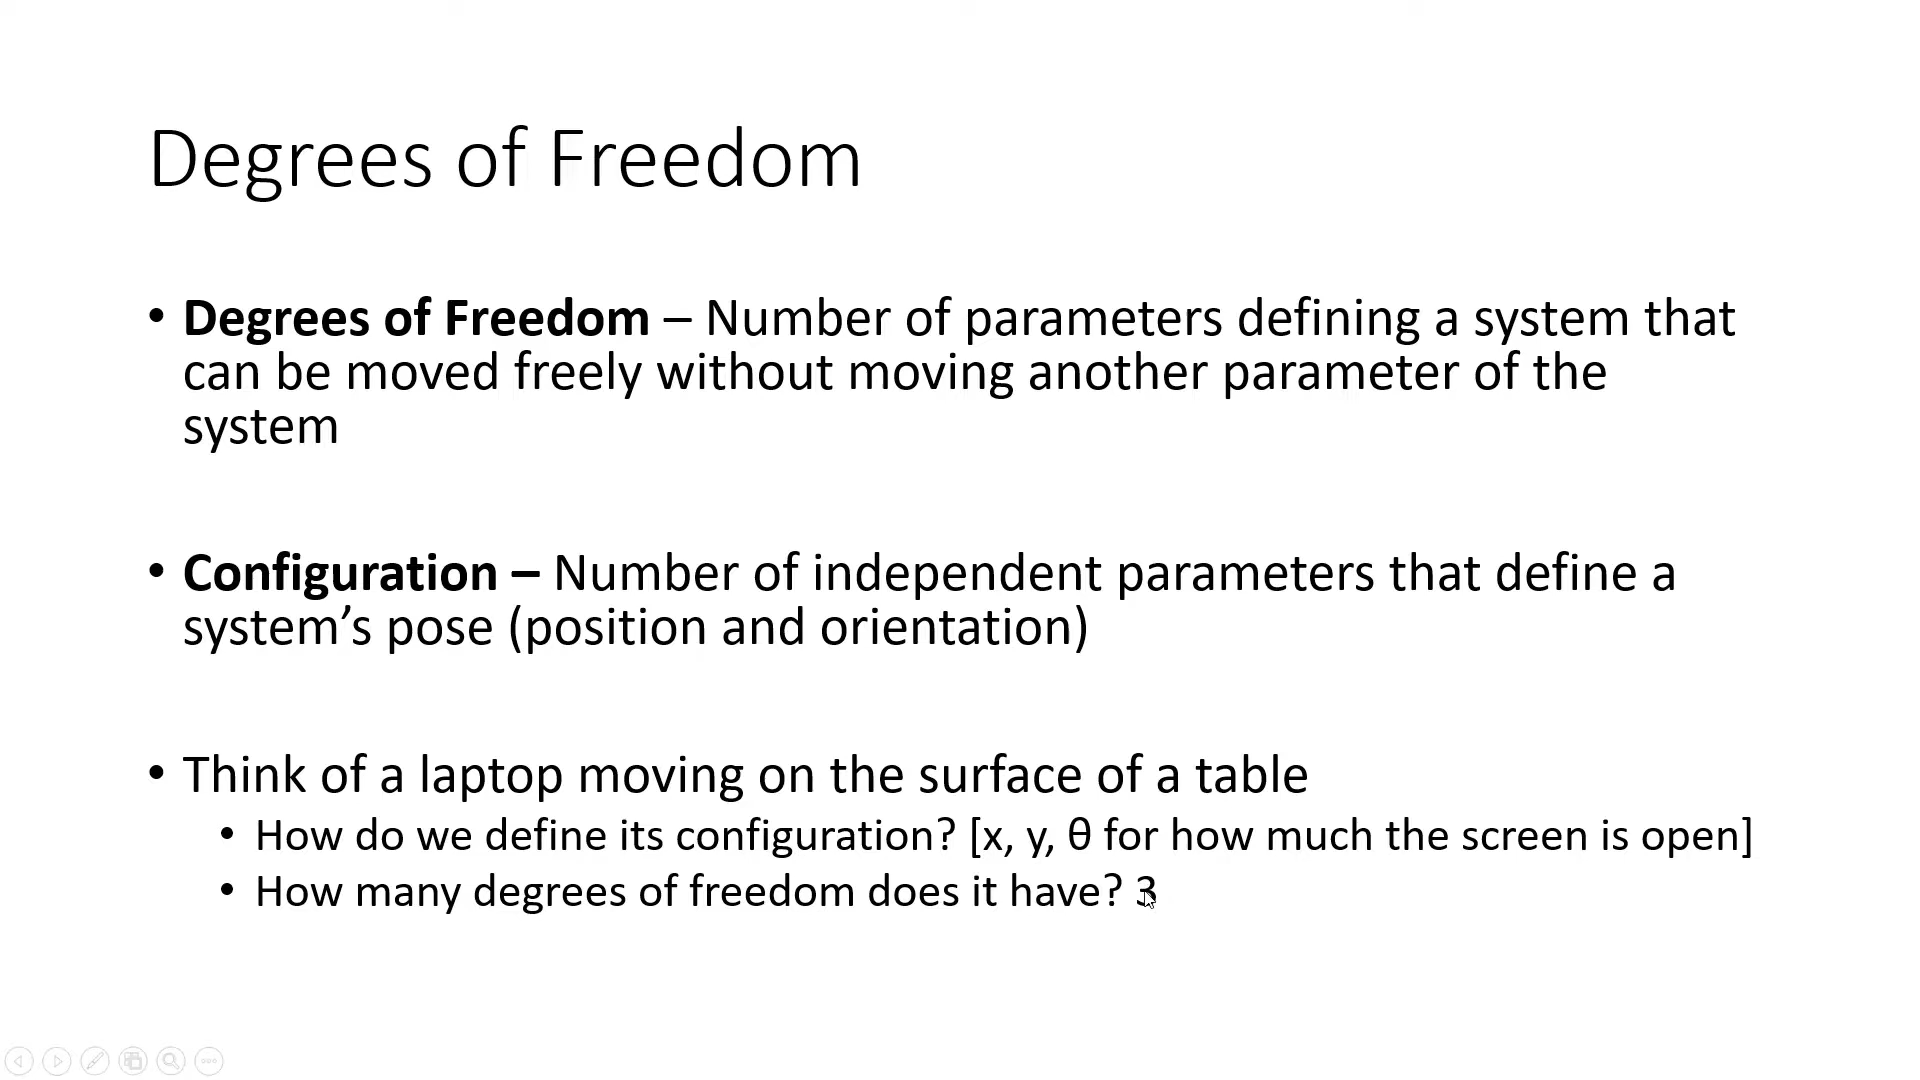 Degrees of Freedom
• Degrees of Freedom – Number of parameters defining a system that
can be moved freely without moving another parameter of the
system
• Configuration – Number of independent parameters that define a
system’s pose (position and orientation)
• Think of a laptop moving on the surface of a table
• How do we define its configuration? [x, y, θ for how much the screen is open]
• How many degrees of freedom does it have? 3